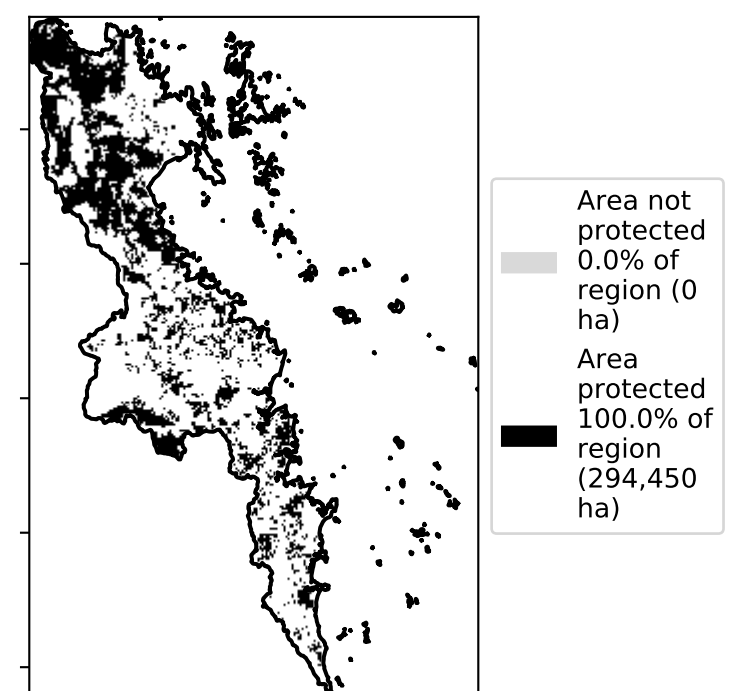 Area not
protected
0.0% of
region (0
ha)
Area
protected
100.0% of
region
(294,450
ha)